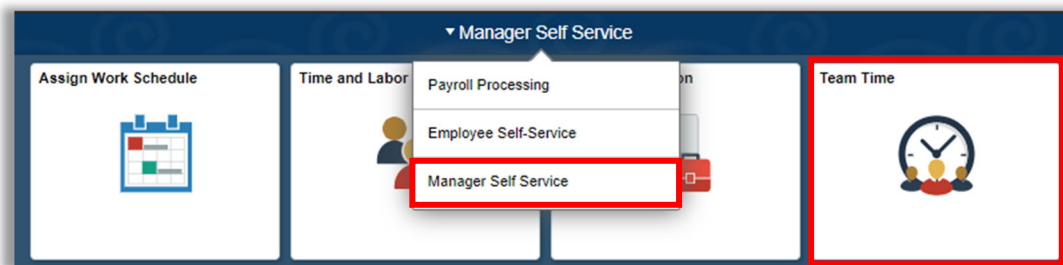 ▾ Manager Self Service
Assign Work Schedule
Time and Labor
on
Team Time
Payroll Processing
Employee Self-Service
Manager Self Service